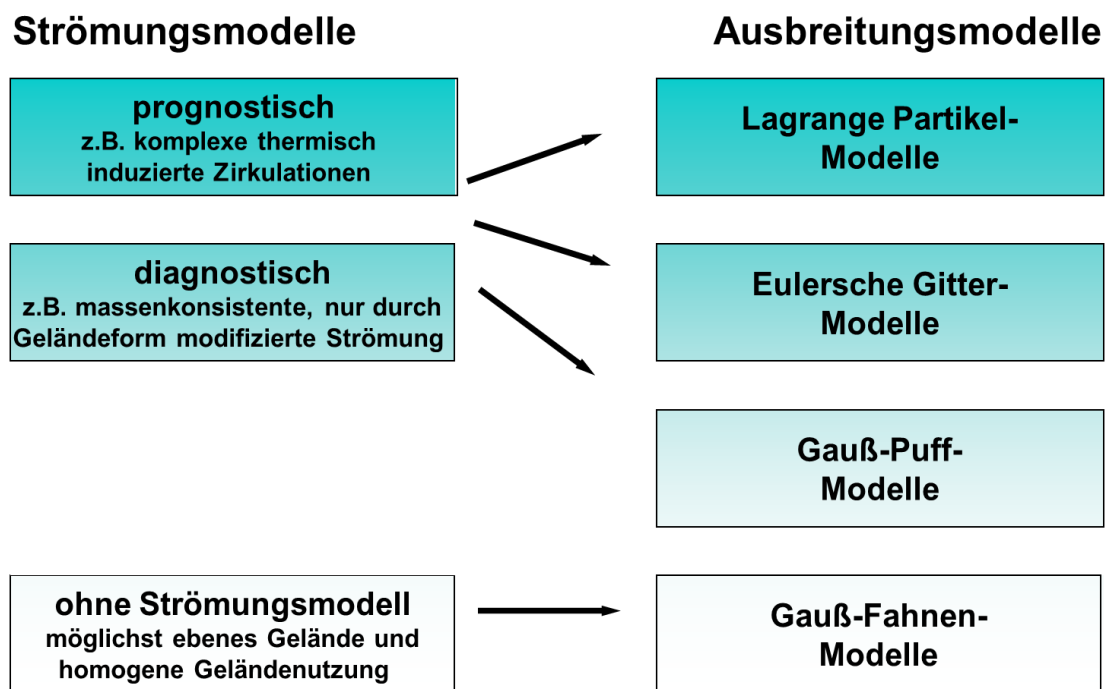 Strömungsmodelle
Ausbreitungsmodelle
prognostisch
z.B. komplexe thermisch
induzierte Zirkulationen
Lagrange Partikel-
Modelle
diagnostisch
z.B. massenkonsistente, nur durch
Geländeform modifizierte Strömung
Eulersche Gitter-
Modelle
Gauß-Puff-
Modelle
ohne Strömungsmodell
möglichst ebenes Gelände und
homogene Geländenutzung
Gauß-Fahnen-
Modelle